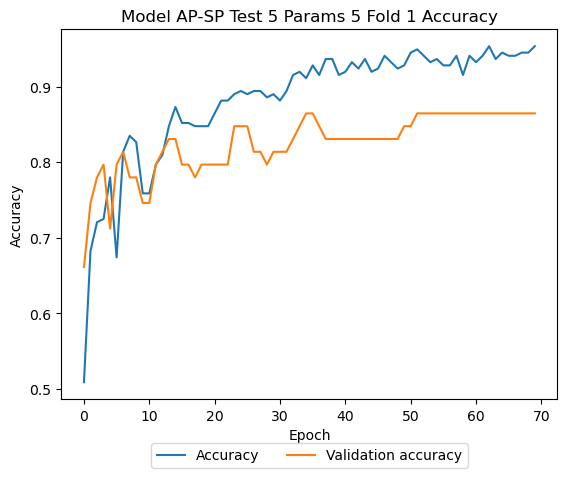 Model AP-SP Test 5 Params 5 Fold 1 Accuracy
Accuracy
0.9
0.8
0.7
0.6
0.5
0 10 20 30 40 50 60 70
Epoch
Accuracy Validation accuracy